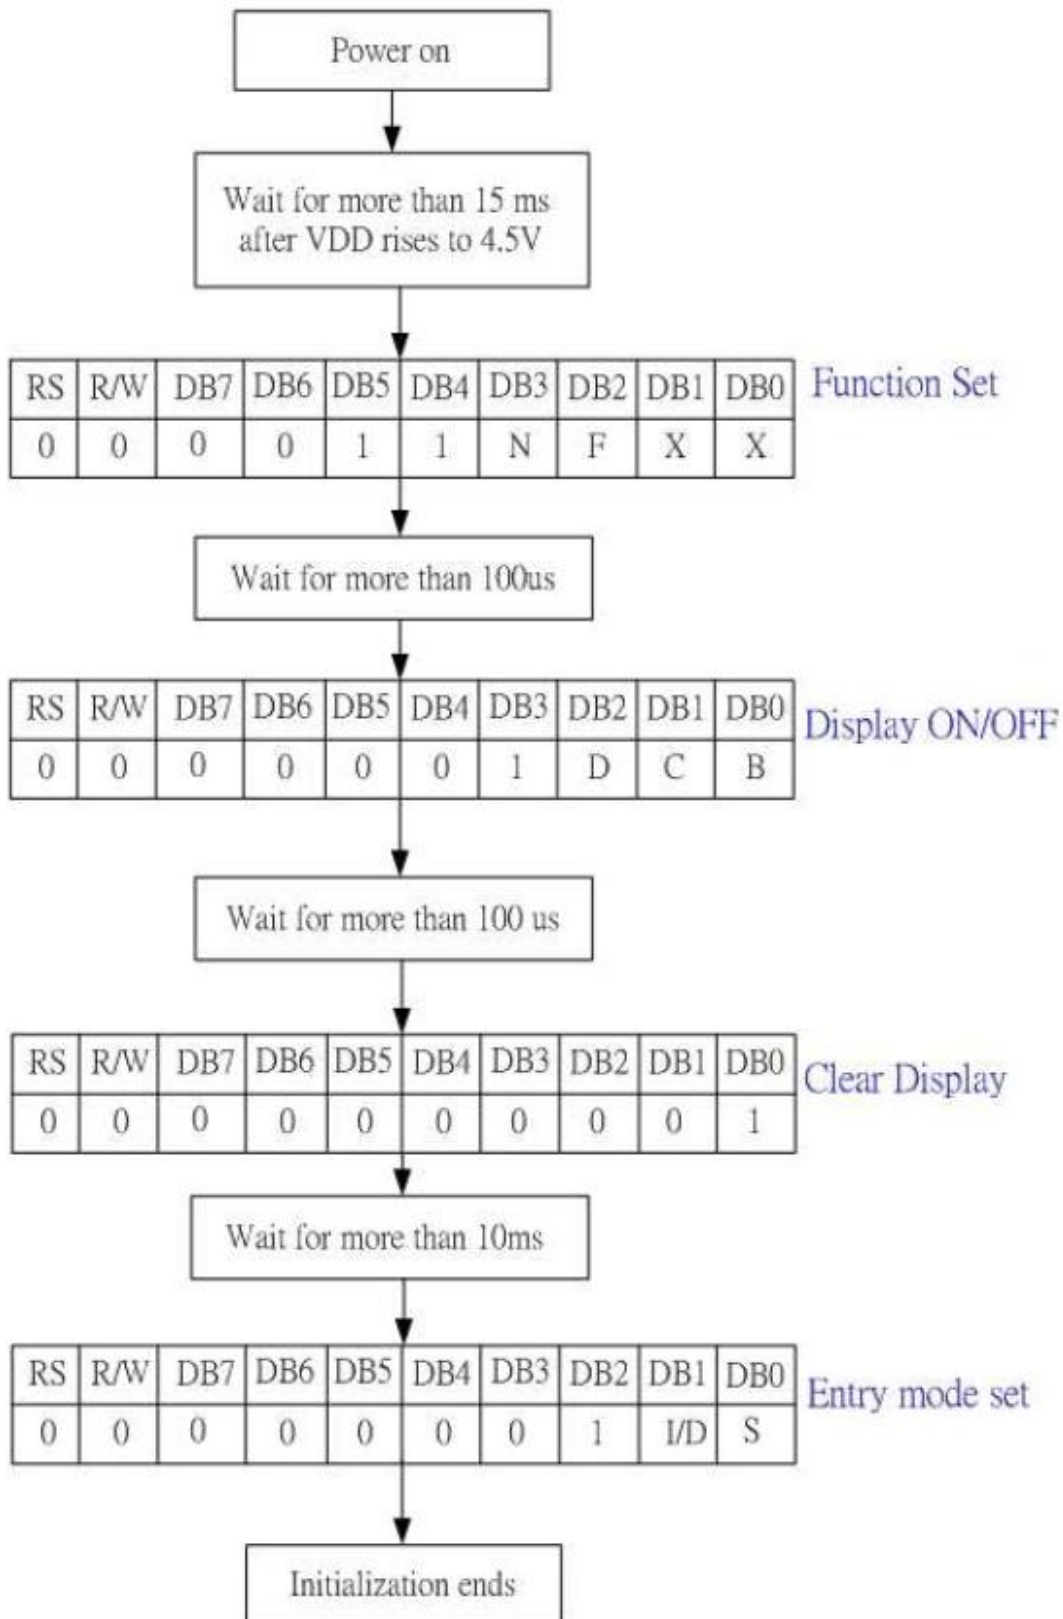 Power on
Wait for more than 15 ms
after VDD rises to 4.5V
RS R/W DB7 DB6 DB5 DB4 DB3 DB2 DB1 DB0 Function Set
0 0 0 0 1 1 N F X X
Wait for more than 100us
RS R/W DB7 DB6 DB5 DB4 DB3 DB2 DB1 DB0 Display ON/OFF
0 0 0 0 0 0 1 D C B
Wait for more than 100 us
RS R/W DB7 DB6 DB5 DB4 DB3 DB2 DB1 DB0 Clear Display
0 0 0 0 0 0 0 0 0 1
Wait for more than 10ms
RS R/W DB7 DB6 DB5 DB4 DB3 DB2 DB1 DB0 Entry mode set
0 0 0 0 0 0 0 1 I/D S
Initialization ends